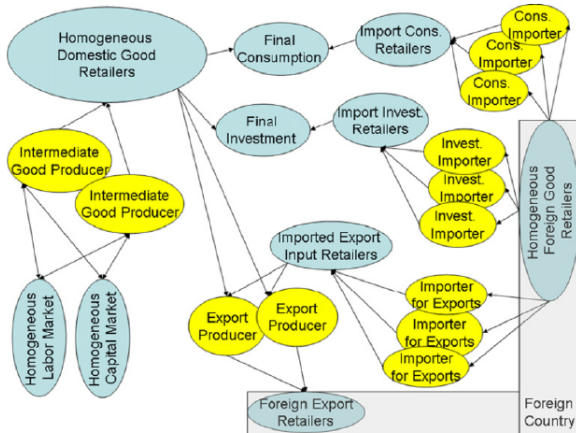 Homogeneous
Domestic Good
Retailers
Final
Consumption
Import Cons.
Retailers
Cons.
Importer
Cons.
Importer
Cons.
Importer
Final
Investment
Import Invest.
Retailers
Intermediate
Good Producer
Intermediate
Good Producer
Invest.
Importer
Invest.
Importer
Invest.
Importer
Homogeneous
Foreign Good
Retailers
Imported Export
Input Retailers
Homogeneous
Labor Market
Homogeneous
Capital Market
Export
Producer
Export
Producer
Importer
for Exports
Importer
for Exports
Importer
for Exports
Foreign Export
Retailers
Foreign
Country